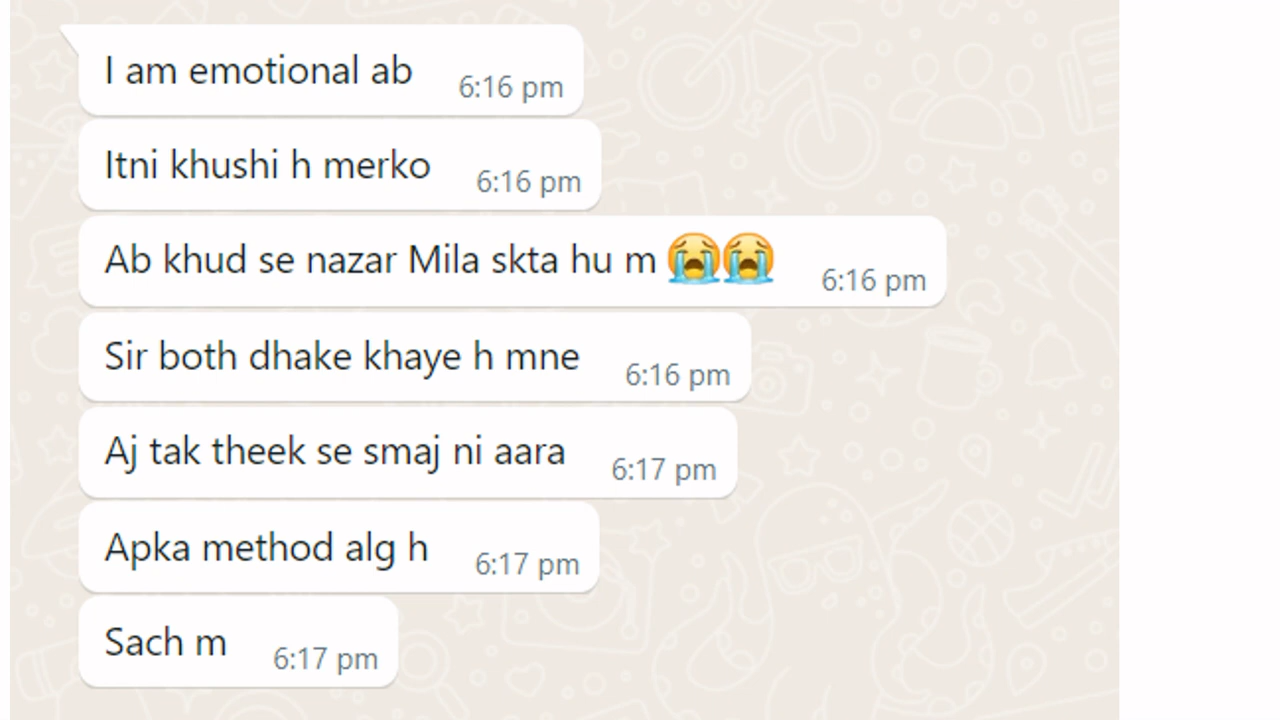 I am emotional ab 6:16 pm
Itni khushi h merko 6:16 pm
Ab khud se nazar Mila skta hu m 😭😭 6:16 pm
Sir both dhake khaye h mne 6:16 pm
Aj tak theek se smaj ni aara 6:17 pm
Apka method alg h 6:17 pm
Sach m 6:17 pm